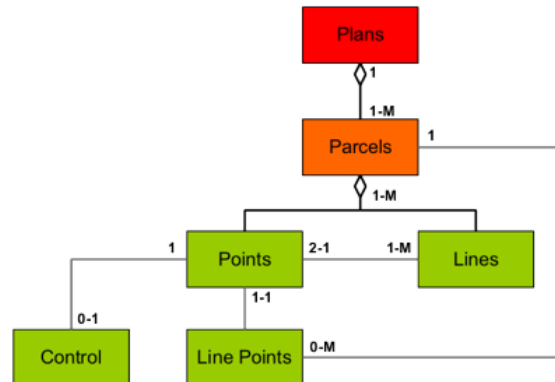 Plans
1
1-M
Parcels
1
1-M
1
Points
2-1
1-M
Lines
1-1
0-1
Control
Line Points
0-M